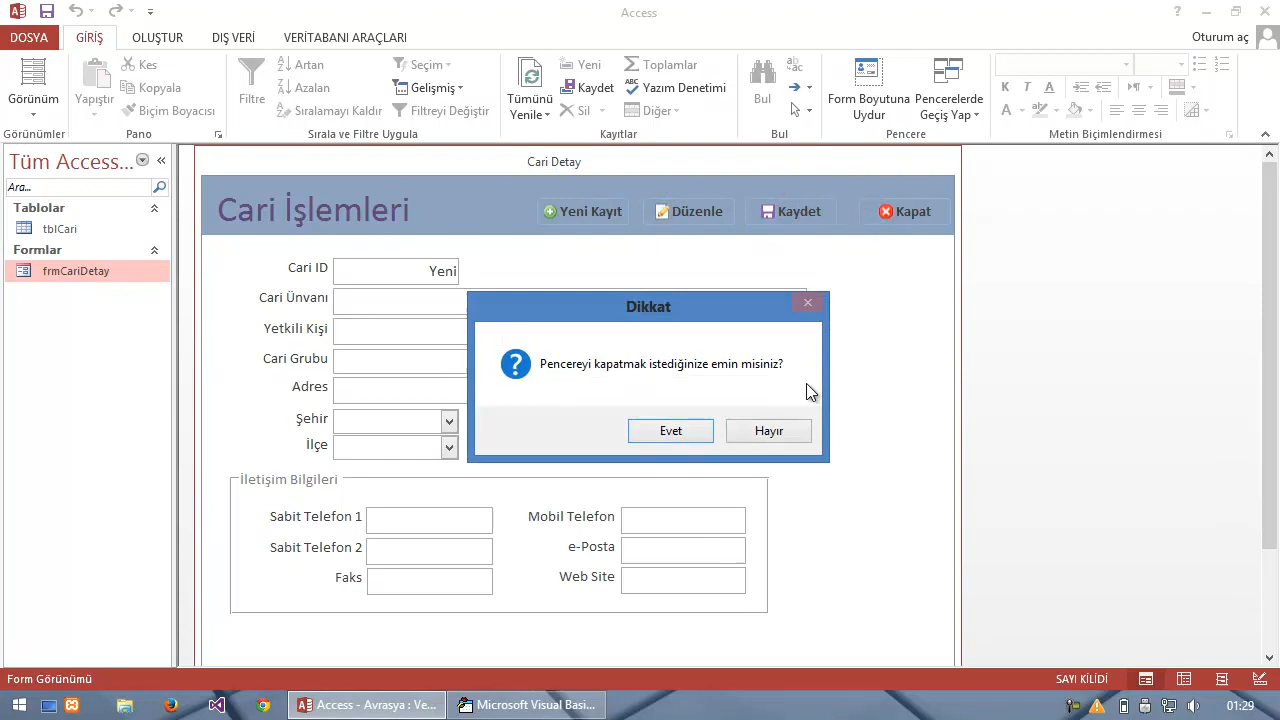 Access
DOSYA GİRİŞ OLUŞTUR DIŞ VERİ VERİTABANI ARAÇLARI Oturum aç
Görünüm
Görünümler
Yapıştır
Kes
Kopyala
Biçim Boyacısı
Pano
Filtre
Artan
Azalan
Sıralamayı Kaldır
Seçim
Gelişmiş
Filtreyi Değiştir
Sırala ve Filtre Uygula
Tümünü
Yenile
Yeni
Kaydet
Sil
Toplamlar
Yazım Denetimi
Diğer
Kayıtlar
Bul
Bul
Form Boyutuna
Uydur
Pencerelerde
Geçiş Yap
Pencere
K T A
A
Metin Biçimlendirmesi
Tüm Access...
Ara...
Tablolar
tblCari
Formlar
frmCariDetay
Cari Detay
Cari İşlemleri
Yeni Kayıt Düzenle Kaydet Kapat
Cari ID Yeni
Cari Ünvanı
Yetkili Kişi
Cari Grubu
Adres
Şehir
İlçe
Dikkat
Pencereyi kapatmak istediğinize emin misiniz?
Evet Hayır
İletişim Bilgileri
Sabit Telefon 1 Mobil Telefon
Sabit Telefon 2 e-Posta
Faks Web Site
Form Görünümü SAYI KİLİDİ
Access - Avrasya : Ve... Microsoft Visual Basi... 01:29